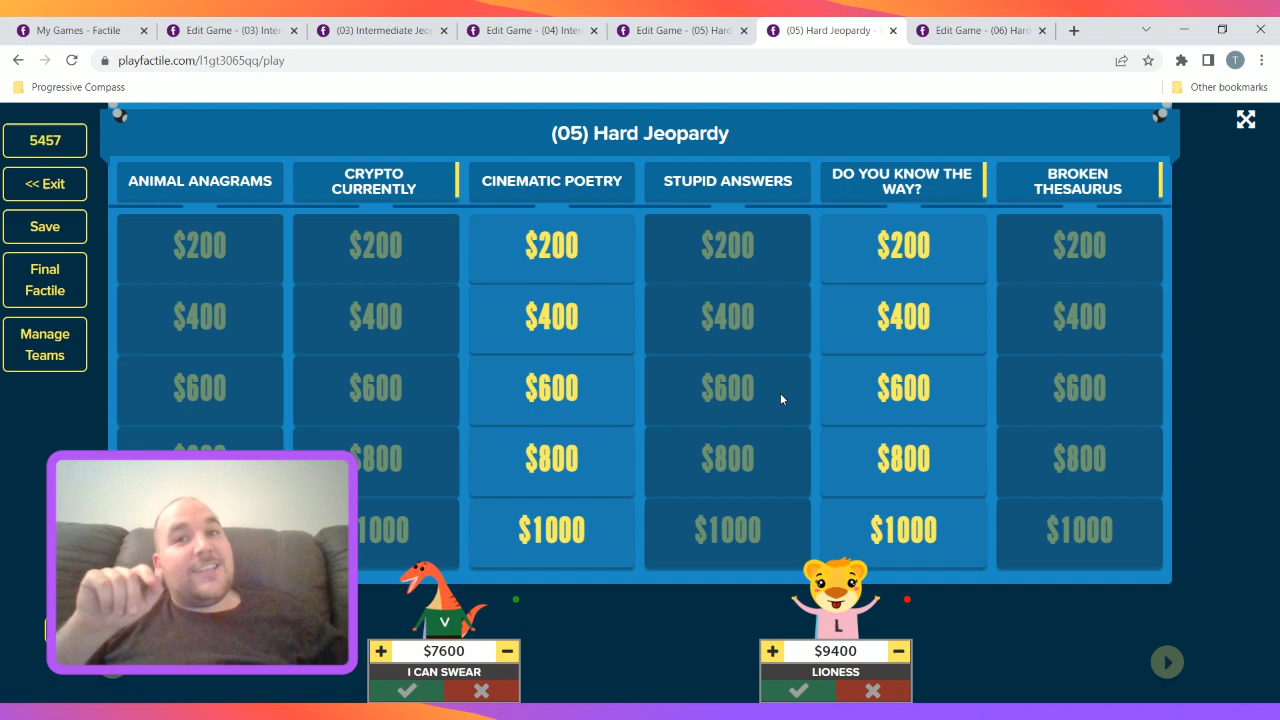 My Games - Factile
Edit Game - (03) Inter
(03) Intermediate Jeo
Edit Game - (04) Inter
Edit Game - (05) Hard
(05) Hard Jeopardy -
Edit Game - (06) Hard
playfactile.com/l1gt3065qq/play
T
Progressive Compass
Other bookmarks
(05) Hard Jeopardy
5457
<< Exit
Save
Final
Factile
Manage
Teams
ANIMAL ANAGRAMS
CRYPTO
CURRENTLY
CINEMATIC POETRY
STUPID ANSWERS
DO YOU KNOW THE
WAY?
BROKEN
THESAURUS
$200 $200 $200 $200 $200 $200
$400 $400 $400 $400 $400 $400
$600 $600 $600 $600 $600 $600
$800 $800 $800 $800 $800
1000 $1000 $1000 $1000 $1000
V
L
+ $7600 −
I CAN SWEAR
+ $9400 −
LIONESS